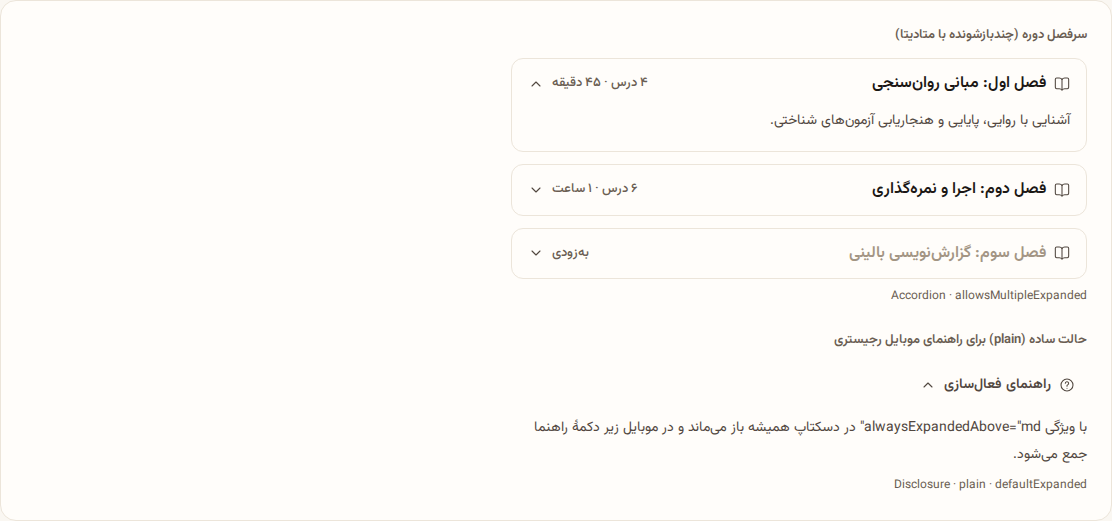 سرفصل دوره (چندبازشونده با متادیتا)
فصل اول: مبانی روان‌سنجی
۴ درس · ۴۵ دقیقه
آشنایی با روایی، پایایی و هنجاریابی آزمون‌های شناختی.
فصل دوم: اجرا و نمره‌گذاری
۶ درس · ۱ ساعت
فصل سوم: گزارش‌نویسی بالینی
به‌زودی
Accordion · allowsMultipleExpanded
حالت ساده (plain) برای راهنمای موبایل رجیستری
راهنمای فعال‌سازی
با ویژگی alwaysExpandedAbove="md" در دسکتاپ همیشه باز می‌ماند و در موبایل زیر دکمهٔ راهنما
جمع می‌شود.
Disclosure · plain · defaultExpanded